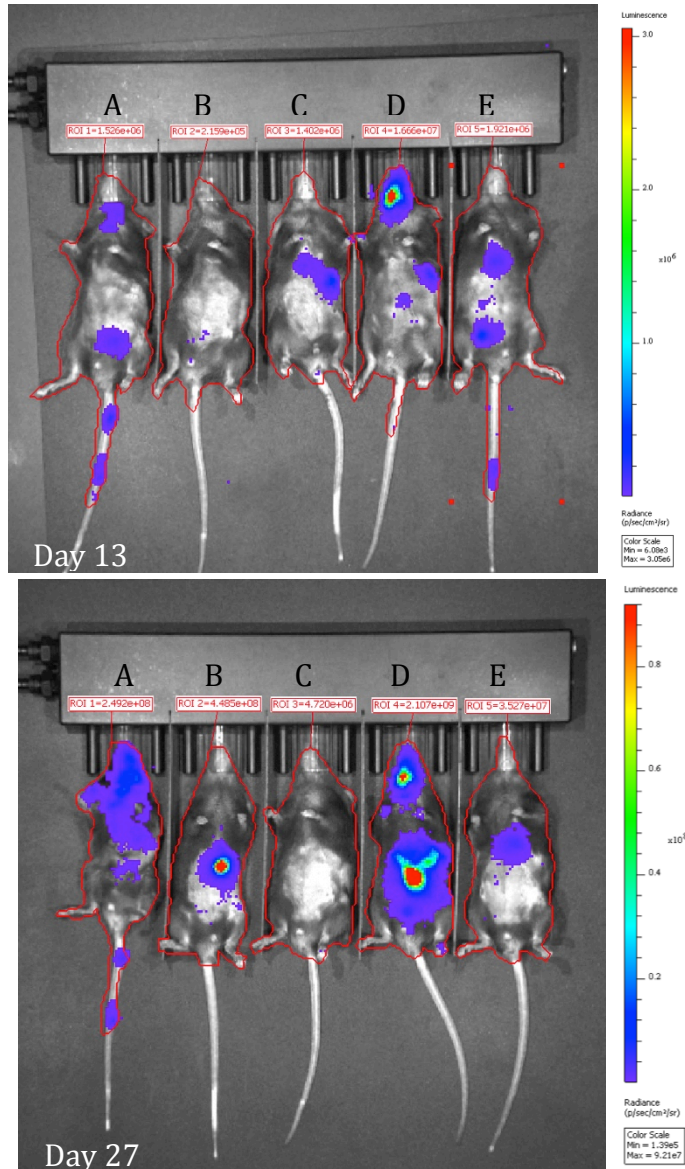 Luminescence
A B C D E
ROI 1=1.526e+06 ROI 2=2.159e+05 ROI 3=1.402e+06 ROI 4=1.666e+07 ROI 5=1.921e+06
3.0
2.0
x10⁶
1.0
Radiance
(p/sec/cm²/sr)
Color Scale
Min = 6.08e3
Max = 3.05e6
Day 13
Luminescence
A B C D E
ROI 1=2.492e+08 ROI 2=4.485e+08 ROI 3=4.720e+06 ROI 4=2.107e+09 ROI 5=3.527e+07
0.8
0.6
0.4
0.2
Radiance
(p/sec/cm²/sr)
Color Scale
Min = 1.39e5
Max = 9.21e7
Day 27